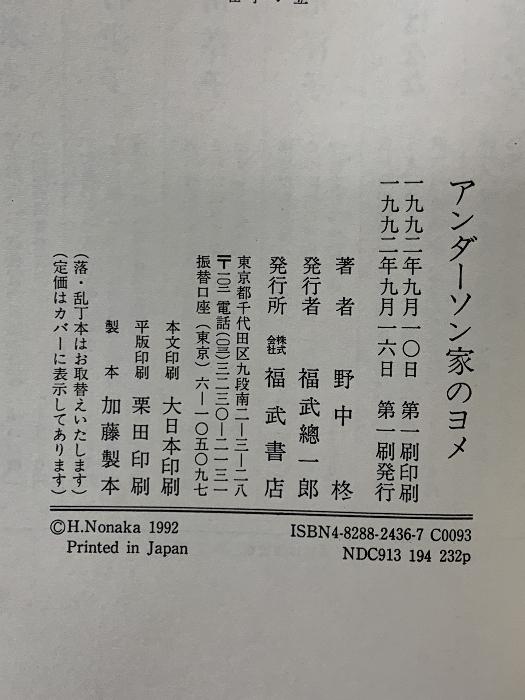 アンダーソン家のヨメ
一九九二年九月一〇日　第一刷印刷
一九九二年九月一六日　第一刷発行
著者　野中　柊
発行者　福武總一郎
発行所　株式会社　福武書店
東京都千代田区九段南二—三—二八
〒一〇二 電話(〇三)三二三〇—二一三一
振替口座（東京）六—一〇五〇九七
本文印刷　大日本印刷
平版印刷　栗田印刷
製本　加藤製本
（落・乱丁本はお取替えいたします）
（定価はカバーに表示してあります）
©H.Nonaka 1992
Printed in Japan
ISBN4-8288-2436-7 C0093
NDC913 194 232p